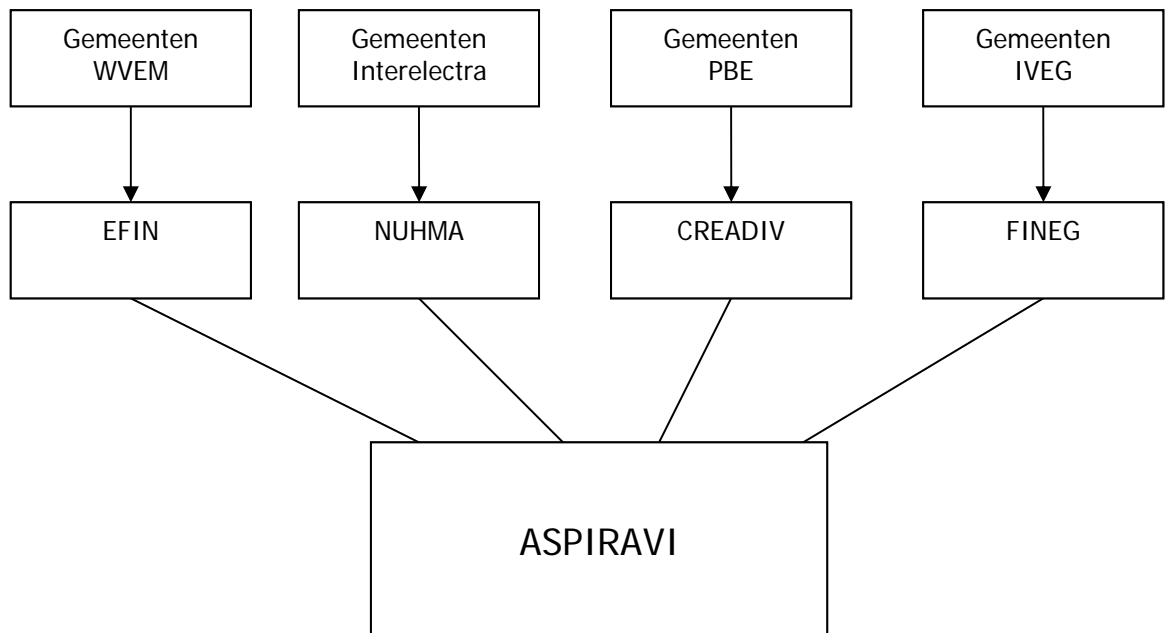 Gemeenten
WVEM
Gemeenten
Interelectra
Gemeenten
PBE
Gemeenten
IVEG
EFIN
NUHMA
CREADIV
FINEG
ASPIRAVI